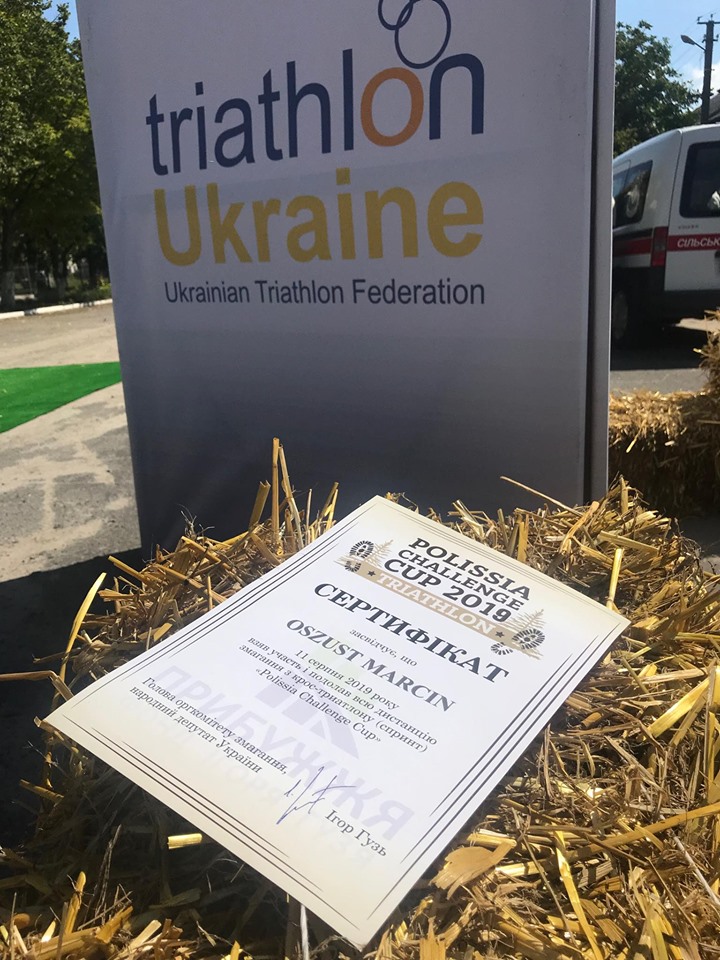 triathlon
Ukraine
Ukrainian Triathlon Federation
СІЛЬСЬК
POLISSIA
CHALLENGE
CUP 2019
TRIATHLON
СЕРТИФІКАТ
засвідчує, що
OSZUST MARCIN
11 серпня 2019 року
взяв участь і подолав всю дистанцію
змагання з крос-триатлону (спринт)
«Polissia Challenge Cup»
Голова оргкомітету змагання,
народний депутат України
Ігор Гузь